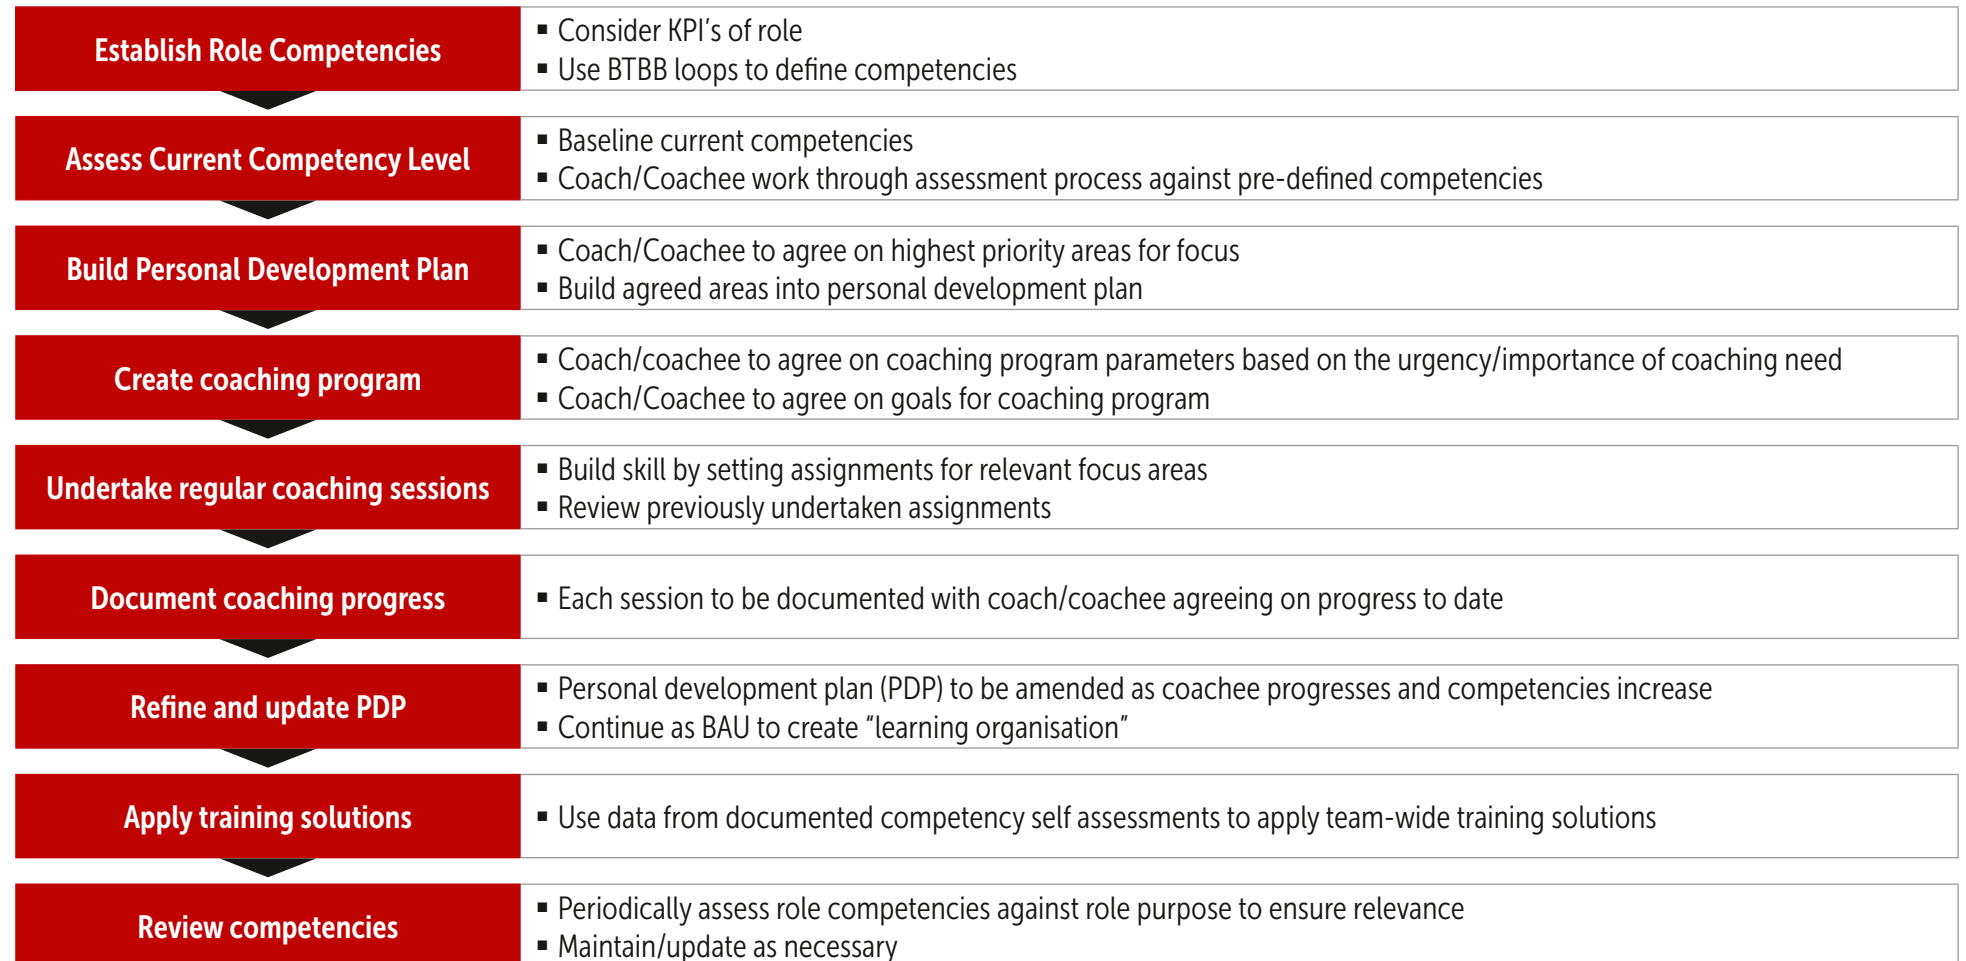 Establish Role Competencies
▪ Consider KPI's of role
▪ Use BTBB loops to define competencies
Assess Current Competency Level
▪ Baseline current competencies
▪ Coach/Coachee work through assessment process against pre-defined competencies
Build Personal Development Plan
▪ Coach/Coachee to agree on highest priority areas for focus
▪ Build agreed areas into personal development plan
Create coaching program
▪ Coach/coachee to agree on coaching program parameters based on the urgency/importance of coaching need
▪ Coach/Coachee to agree on goals for coaching program
Undertake regular coaching sessions
▪ Build skill by setting assignments for relevant focus areas
▪ Review previously undertaken assignments
Document coaching progress
▪ Each session to be documented with coach/coachee agreeing on progress to date
Refine and update PDP
▪ Personal development plan (PDP) to be amended as coachee progresses and competencies increase
▪ Continue as BAU to create “learning organisation”
Apply training solutions
▪ Use data from documented competency self assessments to apply team-wide training solutions
Review competencies
▪ Periodically assess role competencies against role purpose to ensure relevance
▪ Maintain/update as necessary